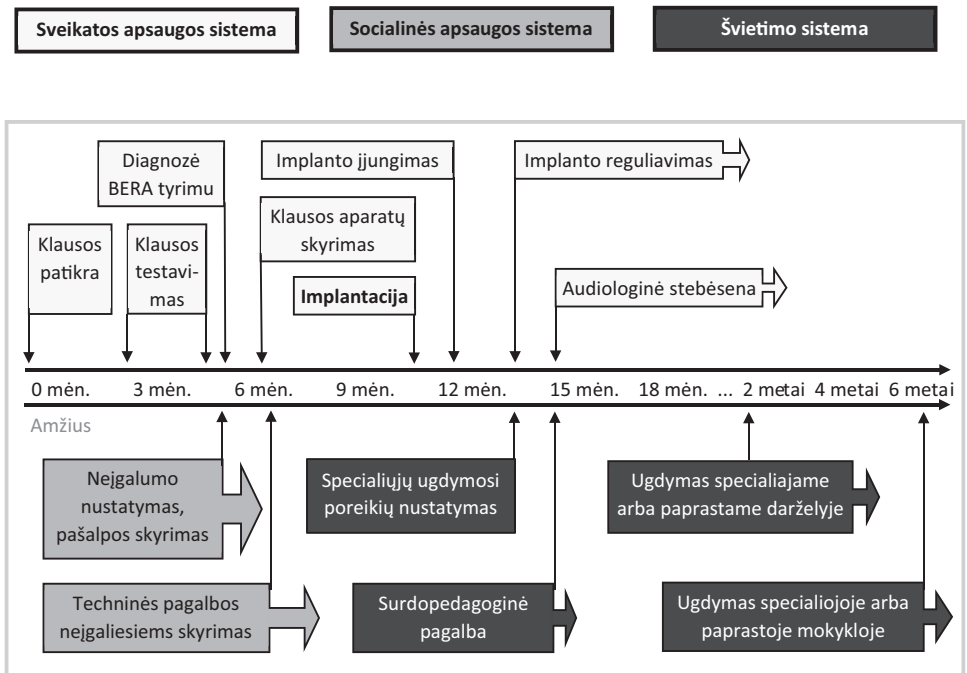 Sveikatos apsaugos sistema
Socialinės apsaugos sistema
Švietimo sistema
Diagnozė
BERA tyrimu
Implanto įjungimas
Implanto reguliavimas
Klausos
patikra
Klausos
testavi-
mas
Klausos aparatų
skyrimas
Implantacija
Audiologinė stebėsena
0 mėn. 3 mėn. 6 mėn. 9 mėn. 12 mėn. 15 mėn. 18 mėn. ... 2 metai 4 metai 6 metai
Amžius
Neįgalumo
nustatymas,
pašalpos skyrimas
Specialiųjų ugdymosi
poreikių nustatymas
Ugdymas specialiajame
arba paprastame darželyje
Techninės pagalbos
neįgaliesiems skyrimas
Surdopedagoginė
pagalba
Ugdymas specialiojoje arba
paprastoje mokykloje